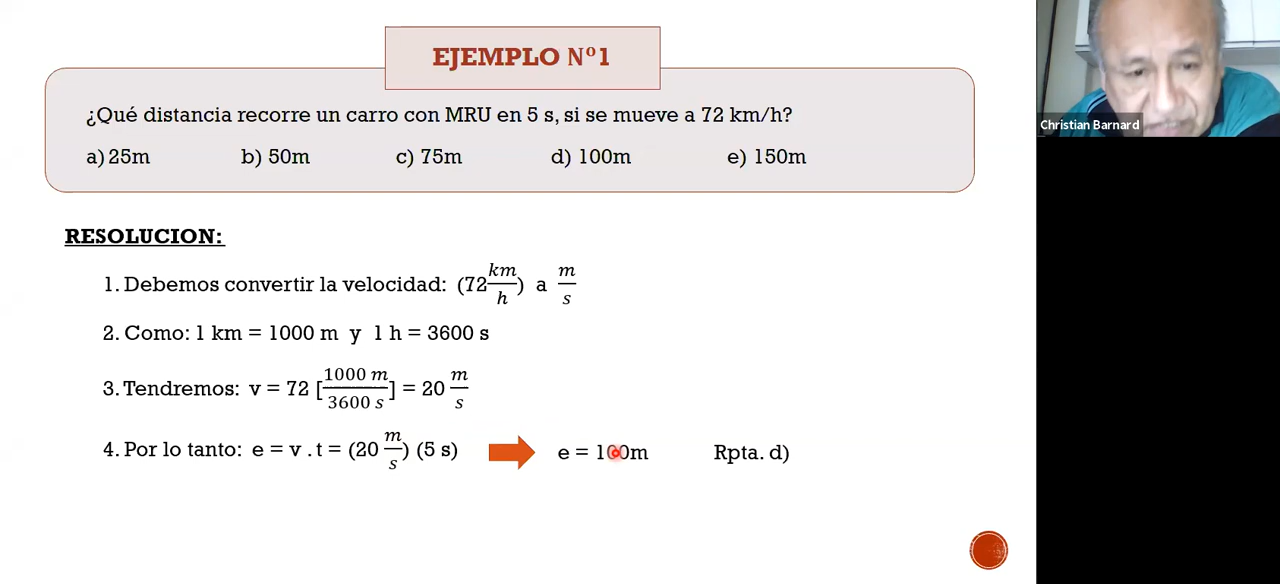 EJEMPLO Nº1
¿Qué distancia recorre un carro con MRU en 5 s, si se mueve a 72 km/h?
a) 25m b) 50m c) 75m d) 100m e) 150m
RESOLUCION:
1. Debemos convertir la velocidad: (72 km/h) a m/s
2. Como: 1 km = 1000 m y 1 h = 3600 s
3. Tendremos: v = 72 [1000 m/3600 s] = 20 m/s
4. Por lo tanto: e = v . t = (20 m/s) (5 s) e = 100m Rpta. d)
Christian Barnard